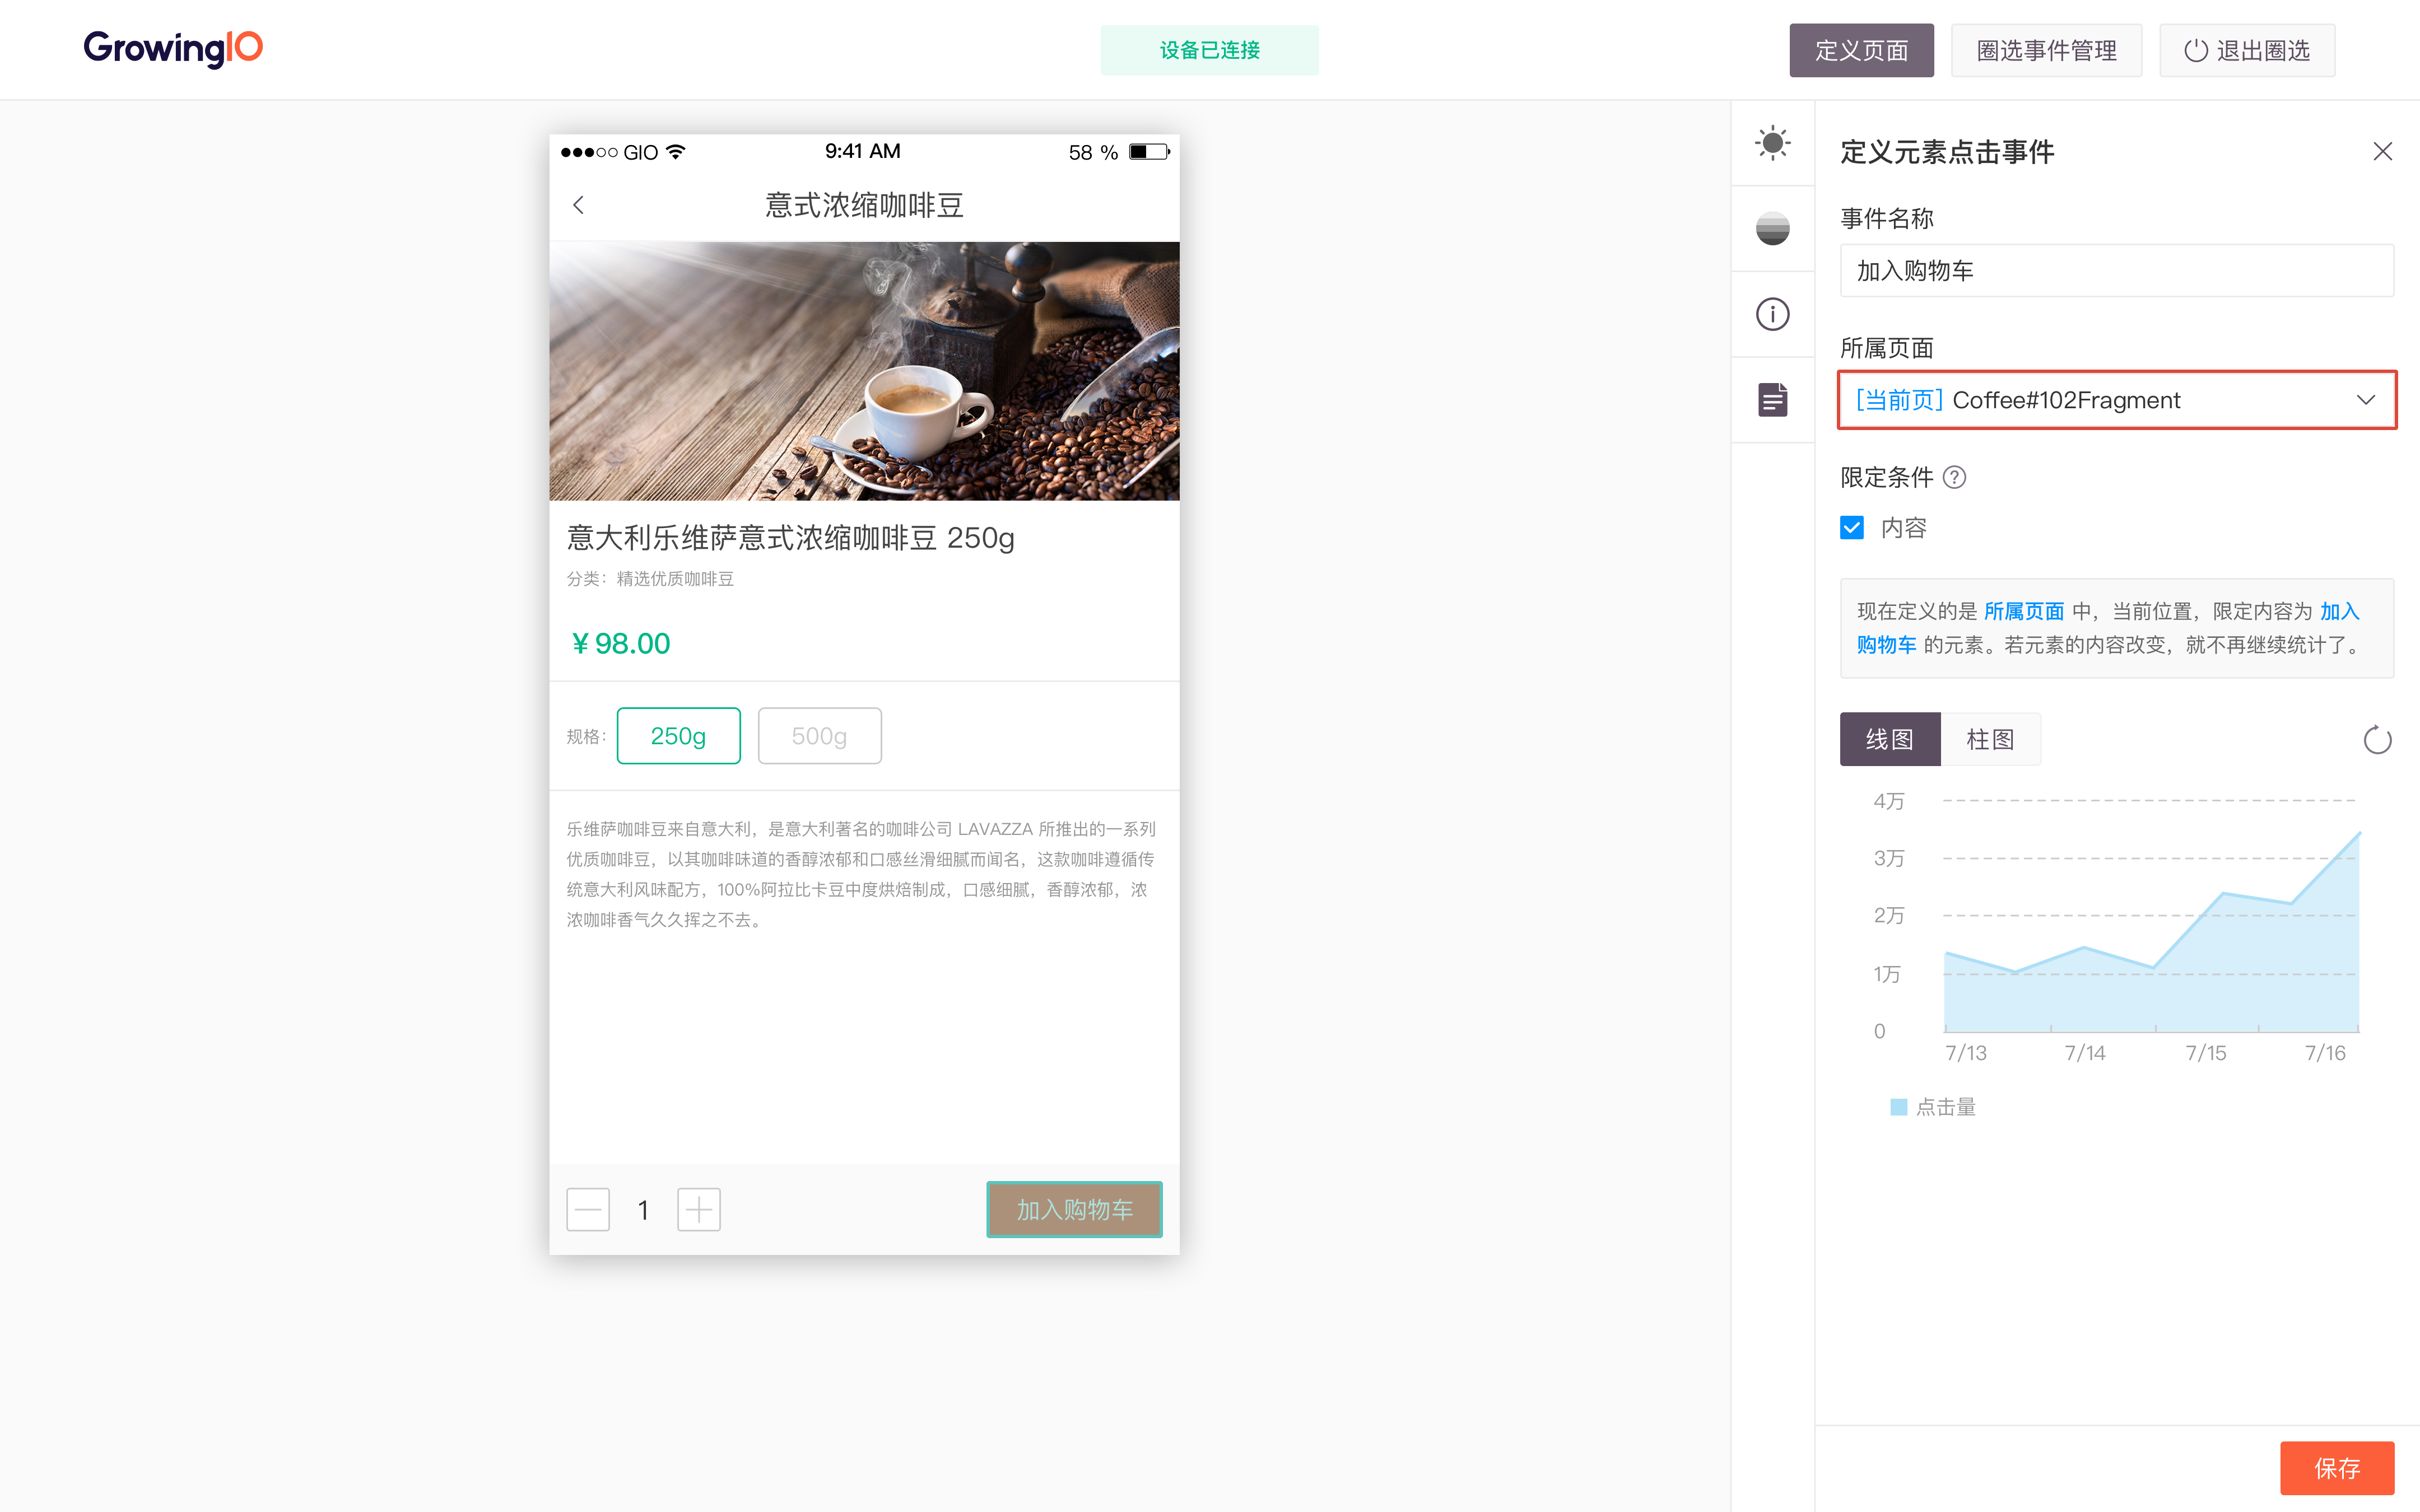 GrowingIO
设备已连接
定义页面
圈选事件管理
退出圈选
GIO
9:41 AM
58 %
意式浓缩咖啡豆
意大利乐维萨意式浓缩咖啡豆 250g
分类：精选优质咖啡豆
¥ 98.00
规格：
250g
500g
乐维萨咖啡豆来自意大利，是意大利著名的咖啡公司 LAVAZZA 所推出的一系列
优质咖啡豆，以其咖啡味道的香醇浓郁和口感丝滑细腻而闻名，这款咖啡遵循传
统意大利风味配方，100%阿拉比卡豆中度烘焙制成，口感细腻，香醇浓郁，浓
浓咖啡香气久久挥之不去。
1
加入购物车
定义元素点击事件
事件名称
加入购物车
所属页面
[当前页] Coffee#102Fragment
限定条件 ?
内容
现在定义的是 所属页面 中，当前位置，限定内容为 加入
购物车 的元素。若元素的内容改变，就不再继续统计了。
线图
柱图
4万
3万
2万
1万
0
7/13
7/14
7/15
7/16
点击量
保存